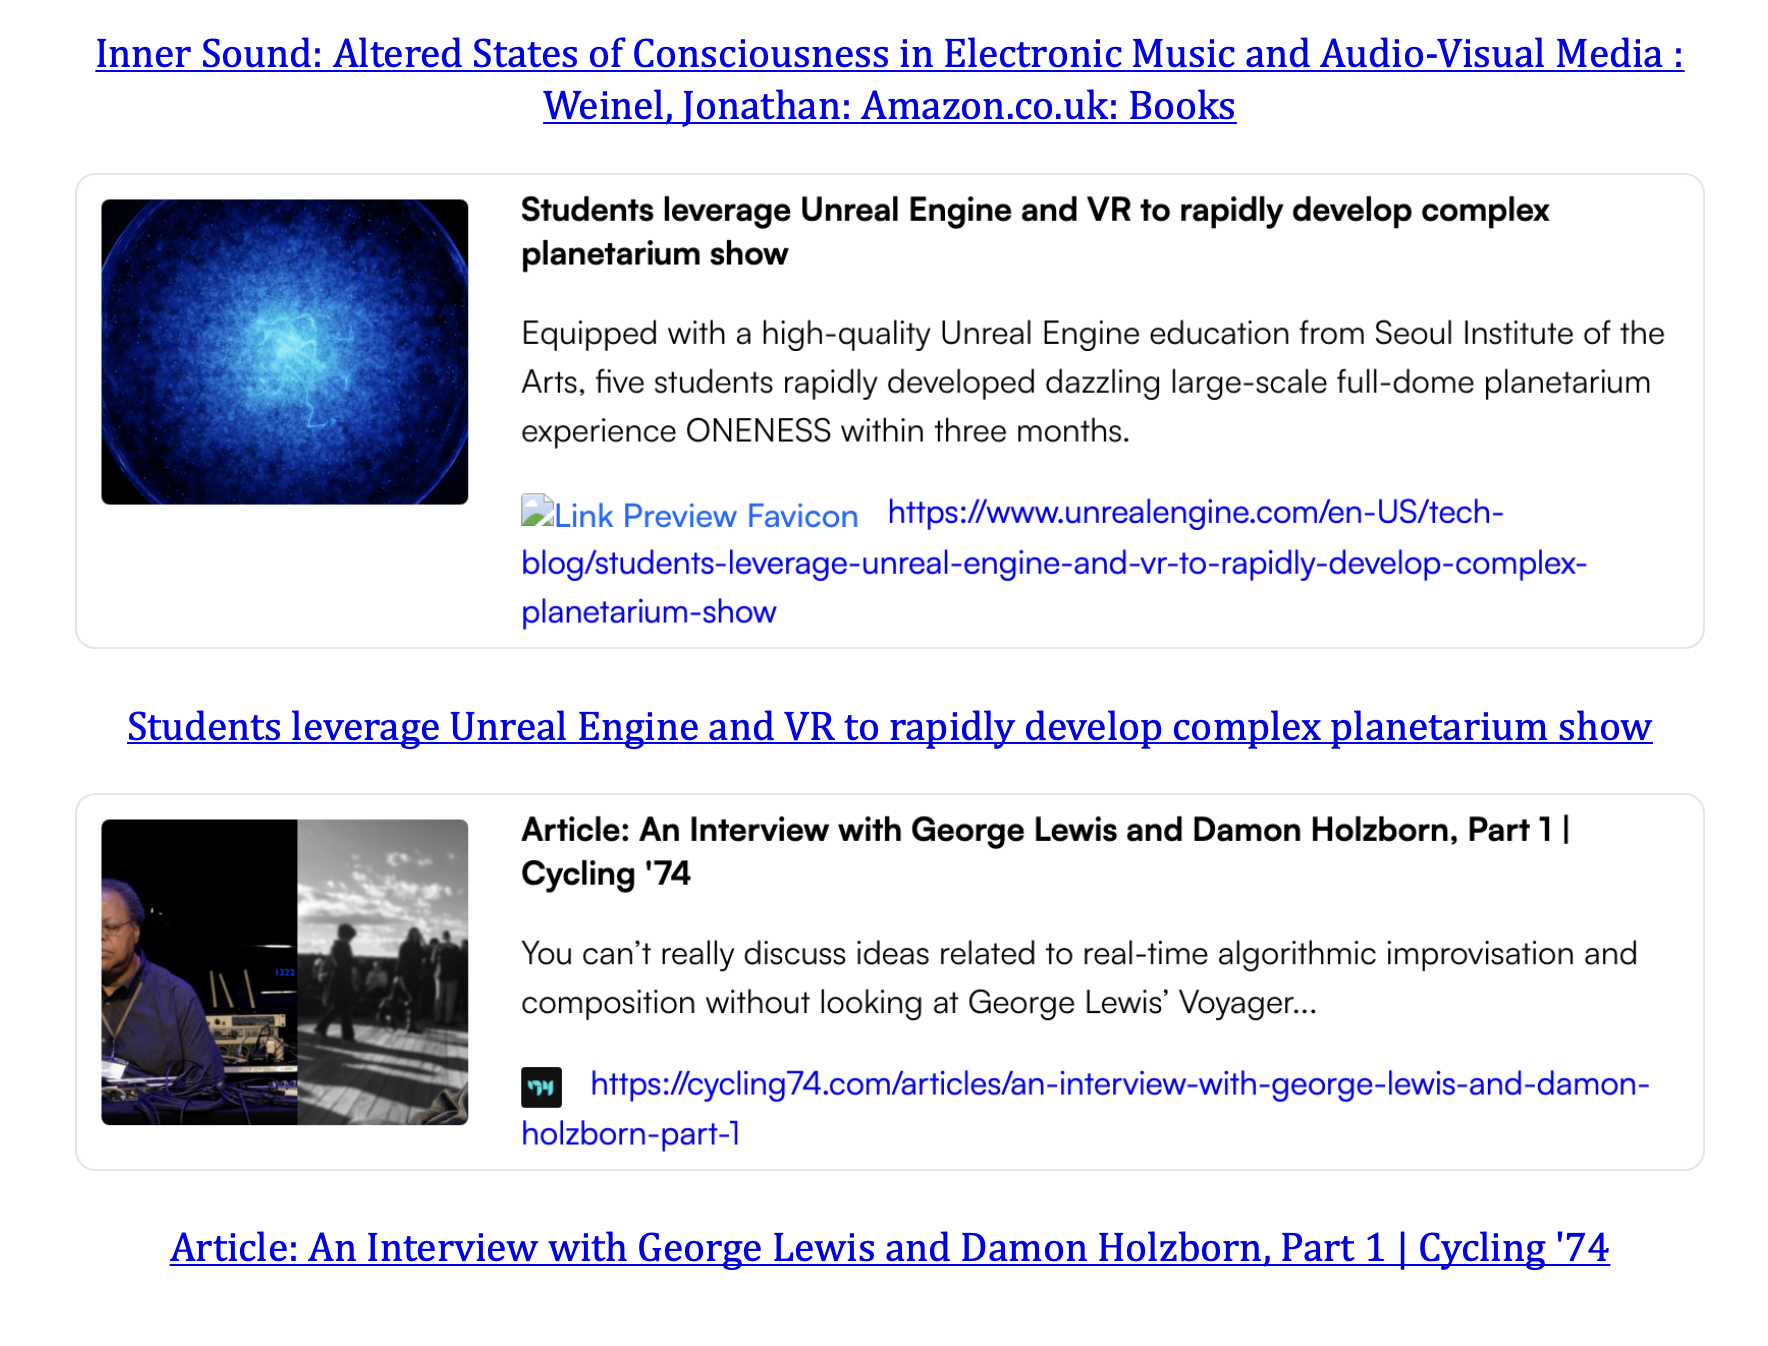 Inner Sound: Altered States of Consciousness in Electronic Music and Audio-Visual Media :
Weinel, Jonathan: Amazon.co.uk: Books
Students leverage Unreal Engine and VR to rapidly develop complex
planetarium show
Equipped with a high-quality Unreal Engine education from Seoul Institute of the
Arts, five students rapidly developed dazzling large-scale full-dome planetarium
experience ONENESS within three months.
Link Preview Favicon https://www.unrealengine.com/en-US/tech-
blog/students-leverage-unreal-engine-and-vr-to-rapidly-develop-complex-
planetarium-show
Students leverage Unreal Engine and VR to rapidly develop complex planetarium show
Article: An Interview with George Lewis and Damon Holzborn, Part 1 |
Cycling '74
You can’t really discuss ideas related to real-time algorithmic improvisation and
composition without looking at George Lewis’ Voyager...
1322
'74 https://cycling74.com/articles/an-interview-with-george-lewis-and-damon-
holzborn-part-1
Article: An Interview with George Lewis and Damon Holzborn, Part 1 | Cycling '74